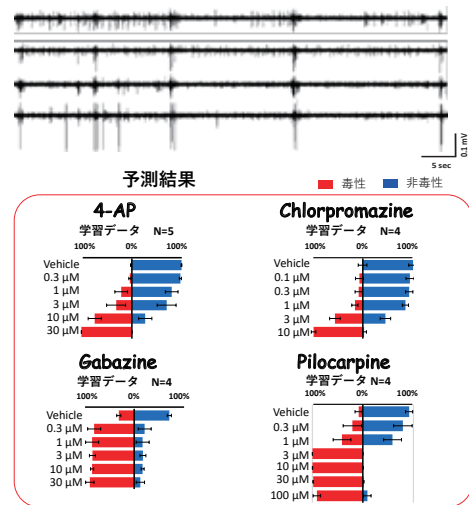 0.1 mV
5 sec
予測結果
毒性 非毒性
4-AP
学習データ N=5
100% 0 100%
Vehicle
0.3 µM
1 µM
3 µM
10 µM
30 µM
Chlorpromazine
学習データ N=4
100% 0 100%
Vehicle
0.1 µM
0.3 µM
1 µM
3 µM
10 µM
Gabazine
学習データ N=4
100% 0 100%
Vehicle
0.3 µM
1 µM
3 µM
10 µM
30 µM
Pilocarpine
学習データ N=4
100% 0 100%
Vehicle
0.3 µM
1 µM
3 µM
10 µM
30 µM
100 µM